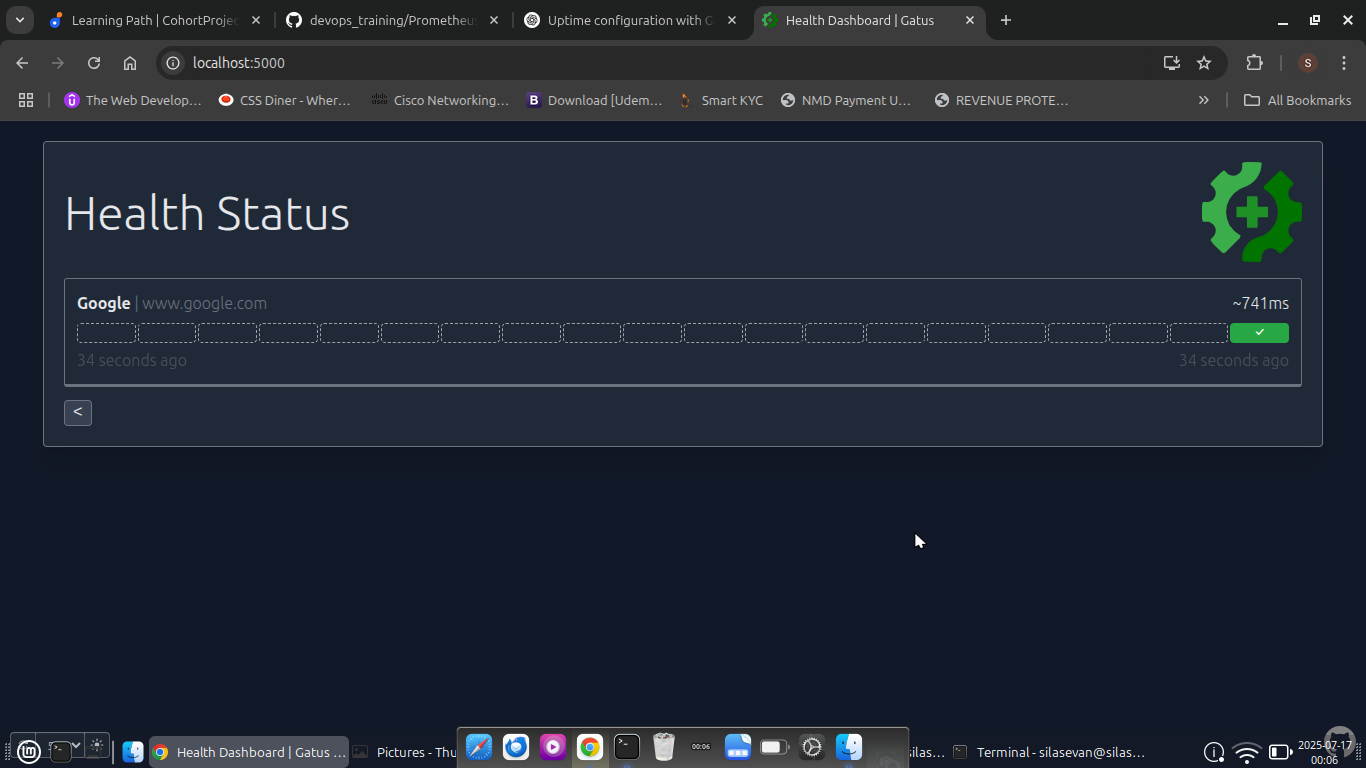 Learning Path | CohortProjec
devops_training/Prometheus
Uptime configuration with G
Health Dashboard | Gatus
localhost:5000
S
The Web Develop...
CSS Diner - Wher...
Cisco Networking...
Download [Udem...
Smart KYC
NMD Payment U...
REVENUE PROTE...
All Bookmarks
Health Status
Google | www.google.com
~741ms
34 seconds ago
34 seconds ago
<
Health Dashboard | Gatus ...
Pictures - Thu
00:06
silas...
Terminal - silasevan@silas...
2025-07-17
00:06